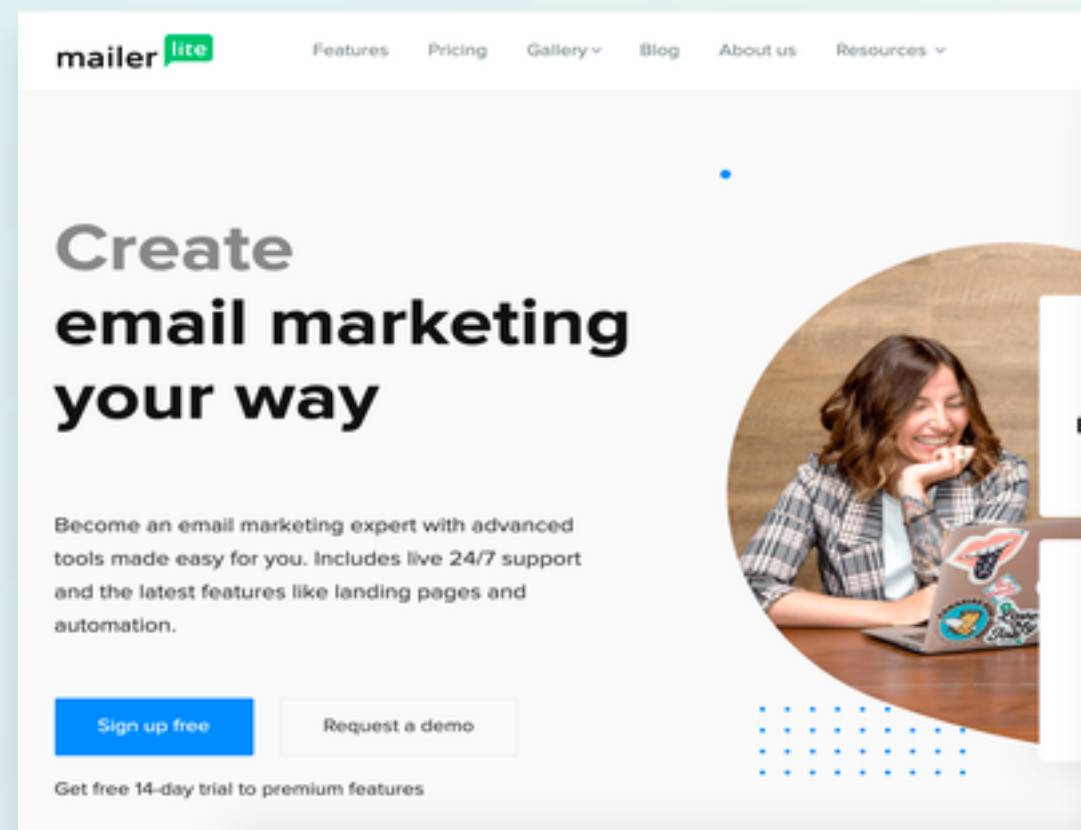 mailer lite
Features Pricing Gallery Blog About us Resources
Create
email marketing
your way
Become an email marketing expert with advanced
tools made easy for you. Includes live 24/7 support
and the latest features like landing pages and
automation.
Sign up free Request a demo
Get free 14-day trial to premium features